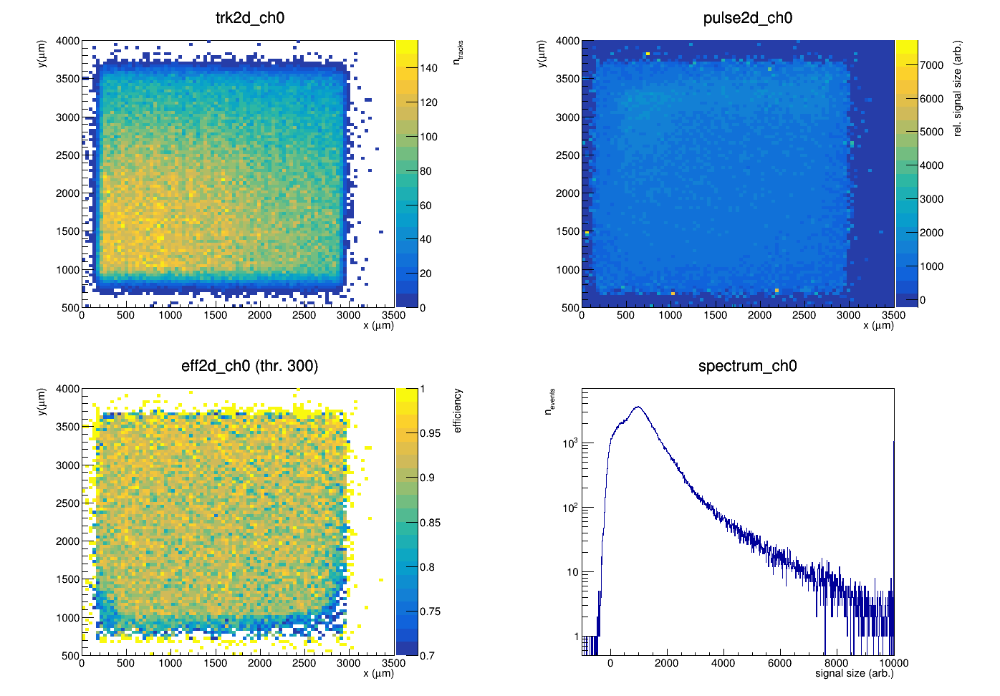 trk2d_ch0
y(μm)
4000
3500
3000
2500
2000
1500
1000
500
0 500 1000 1500 2000 2500 3000 3500
x (μm)
n_tracks
140
120
100
80
60
40
20
0
pulse2d_ch0
y(μm)
4000
3500
3000
2500
2000
1500
1000
500
0 500 1000 1500 2000 2500 3000 3500
x (μm)
rel. signal size (arb.)
7000
6000
5000
4000
3000
2000
1000
0
eff2d_ch0 (thr. 300)
y(μm)
4000
3500
3000
2500
2000
1500
1000
500
0 500 1000 1500 2000 2500 3000 3500
x (μm)
efficiency
1
0.95
0.9
0.85
0.8
0.75
0.7
spectrum_ch0
n_events
10³
10²
10
1
0 2000 4000 6000 8000 10000
signal size (arb.)